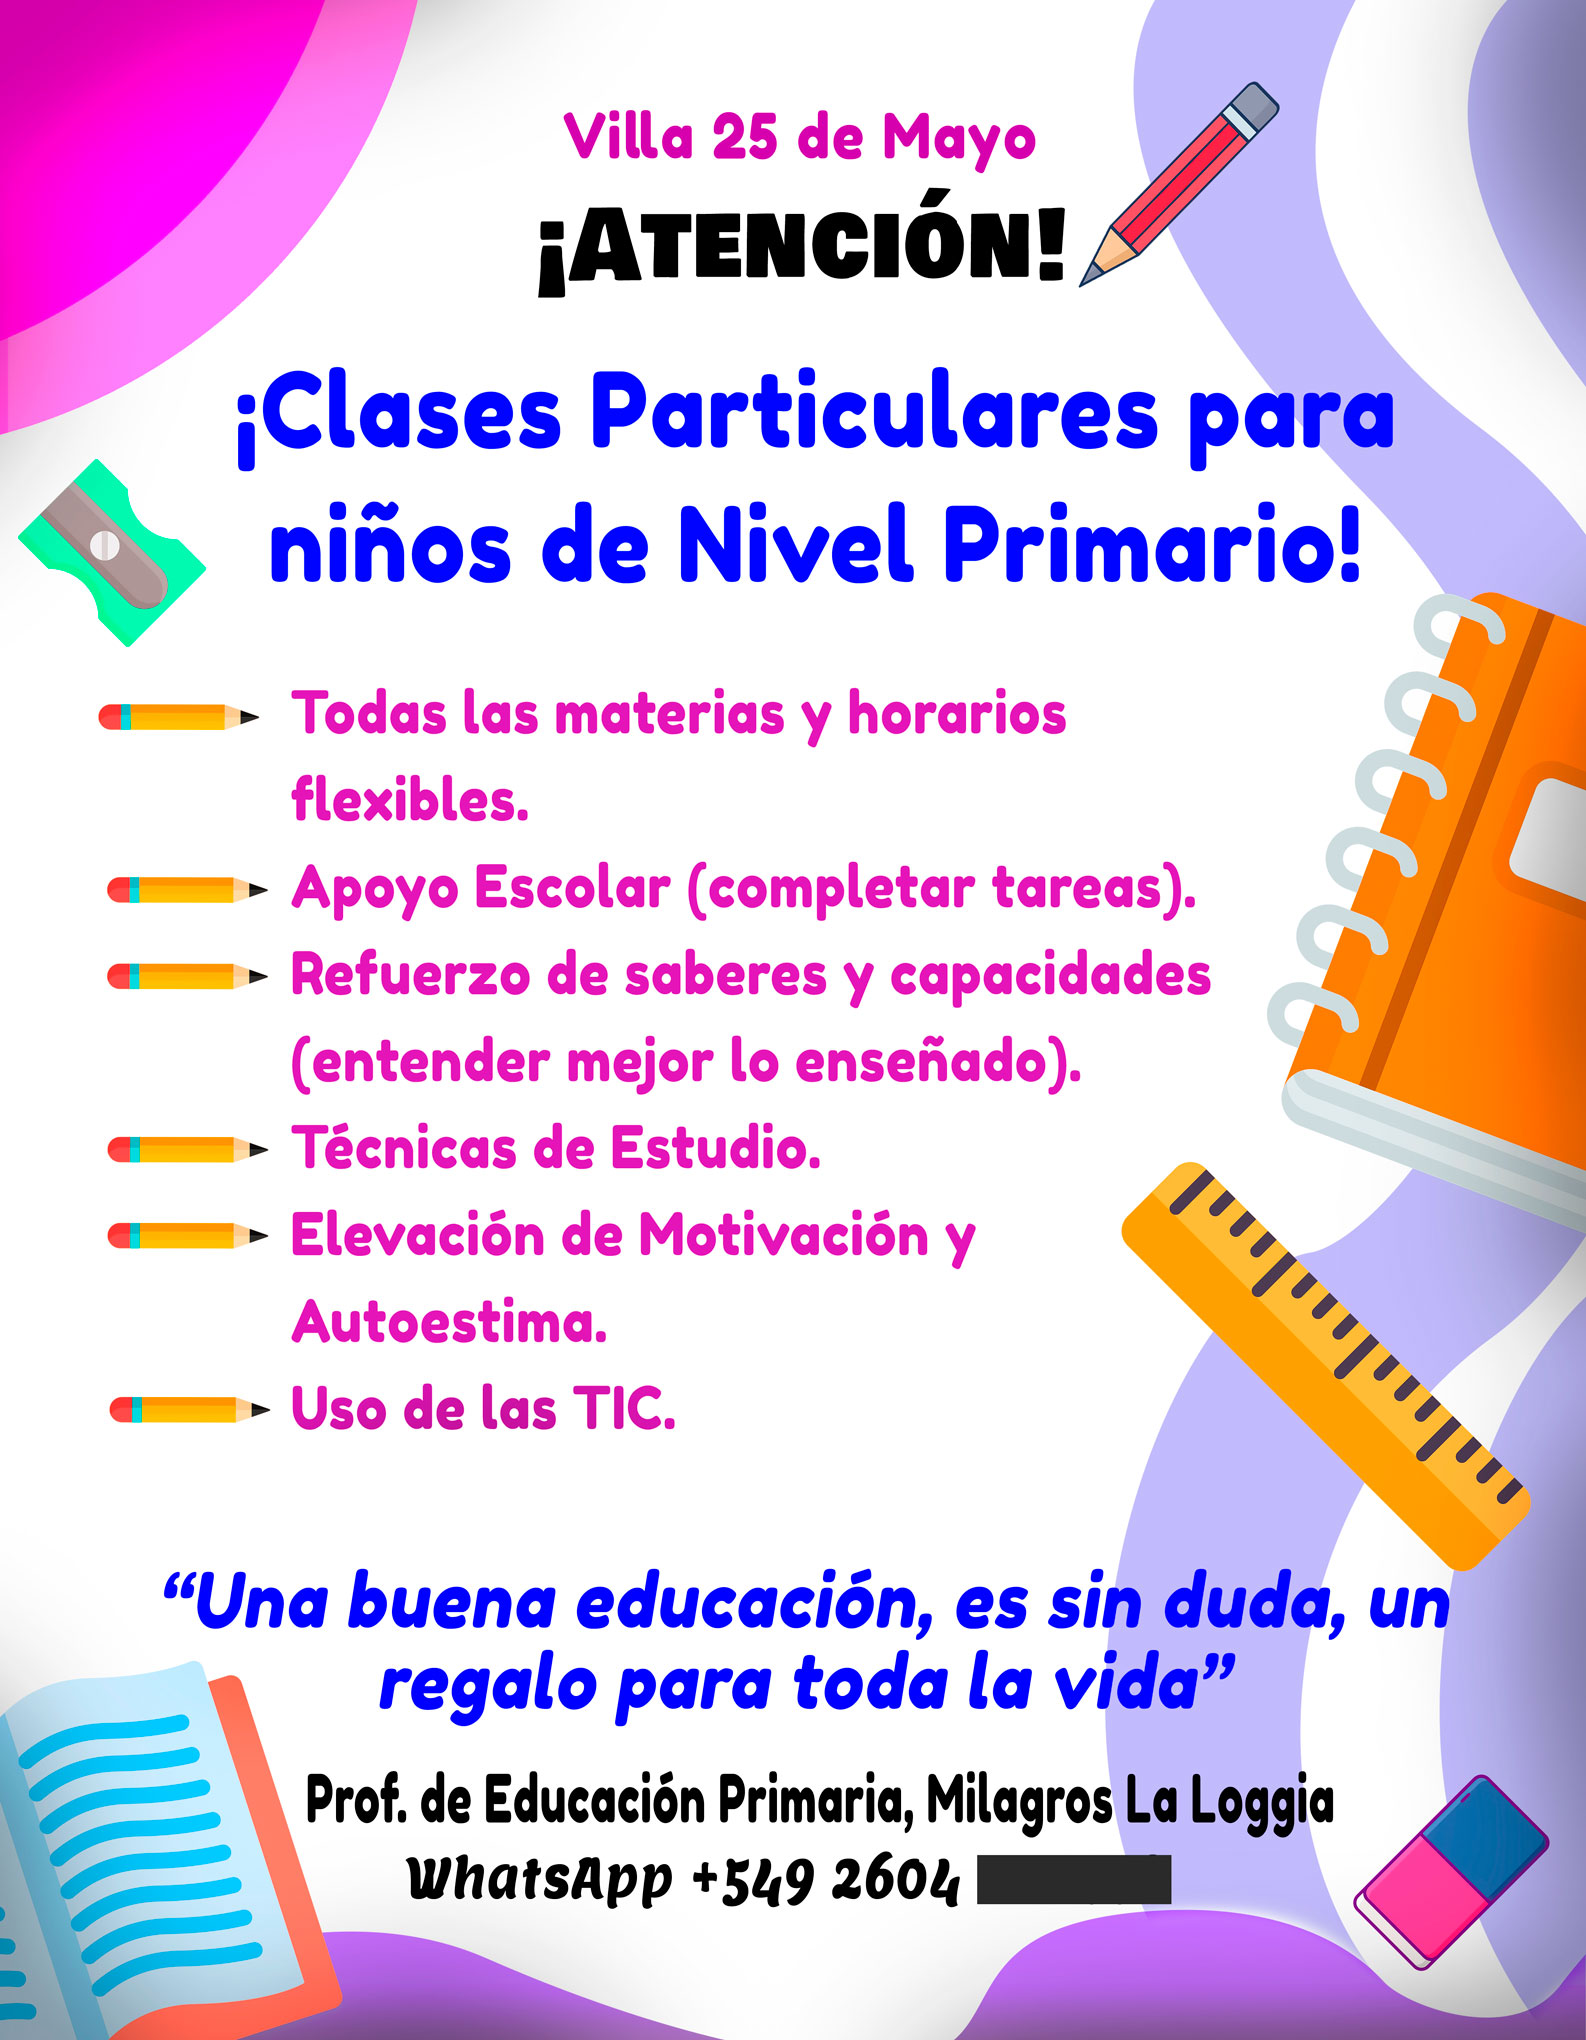 Villa 25 de Mayo
¡ATENCIÓN!
¡Clases Particulares para
niños de Nivel Primario!
Todas las materias y horarios
flexibles.
Apoyo Escolar (completar tareas).
Refuerzo de saberes y capacidades
(entender mejor lo enseñado).
Técnicas de Estudio.
Elevación de Motivación y
Autoestima.
Uso de las TIC.
“Una buena educación, es sin duda, un
regalo para toda la vida”
Prof. de Educación Primaria, Milagros La Loggia
WhatsApp +549 2604